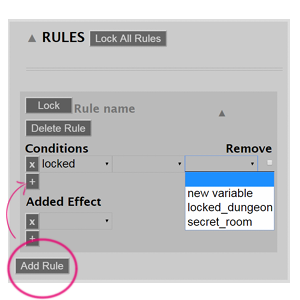 ▲ RULES Lock All Rules
Lock Rule name ▲
Delete Rule
Conditions Remove
x locked
+
new variable
locked_dungeon
secret_room
Added Effect
x
+
Add Rule